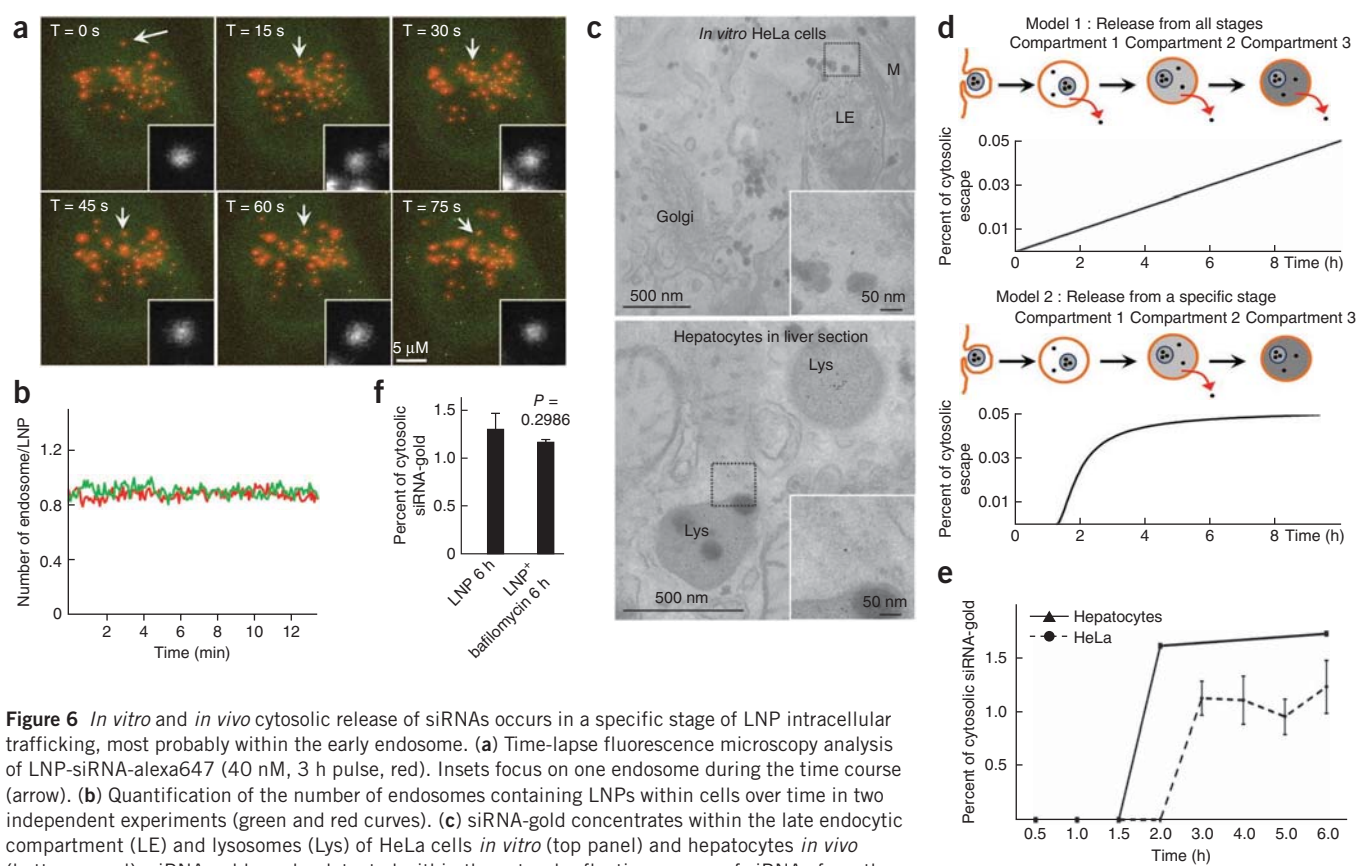 a
T = 0 s
T = 15 s
T = 30 s
T = 45 s
T = 60 s
T = 75 s
5 µM
b
Number of endosome/LNP
1.2
0.8
0.4
0
2 4 6 8 10 12
Time (min)
f
Percent of cytosolic
siRNA-gold
1.5
1.0
0.5
0
P =
0.2986
LNP 6 h
LNP+
bafilomycin 6 h
c
In vitro HeLa cells
M
LE
Golgi
500 nm
50 nm
Hepatocytes in liver section
Lys
Lys
500 nm
50 nm
d
Model 1 : Release from all stages
Compartment 1 Compartment 2 Compartment 3
Percent of cytosolic
escape
0.05
0.03
0.01
0 2 4 6 8 Time (h)
Model 2 : Release from a specific stage
Compartment 1 Compartment 2 Compartment 3
Percent of cytosolic
escape
0.05
0.03
0.01
0 2 4 6 8 Time (h)
e
Percent of cytosolic siRNA-gold
Hepatocytes
HeLa
1.5
1.0
0.5
0.5 1.0 1.5 2.0 3.0 4.0 5.0 6.0
Time (h)
Figure 6 In vitro and in vivo cytosolic release of siRNAs occurs in a specific stage of LNP intracellular
trafficking, most probably within the early endosome. (a) Time-lapse fluorescence microscopy analysis
of LNP-siRNA-alexa647 (40 nM, 3 h pulse, red). Insets focus on one endosome during the time course
(arrow). (b) Quantification of the number of endosomes containing LNPs within cells over time in two
independent experiments (green and red curves). (c) siRNA-gold concentrates within the late endocytic
compartment (LE) and lysosomes (Lys) of HeLa cells in vitro (top panel) and hepatocytes in vivo